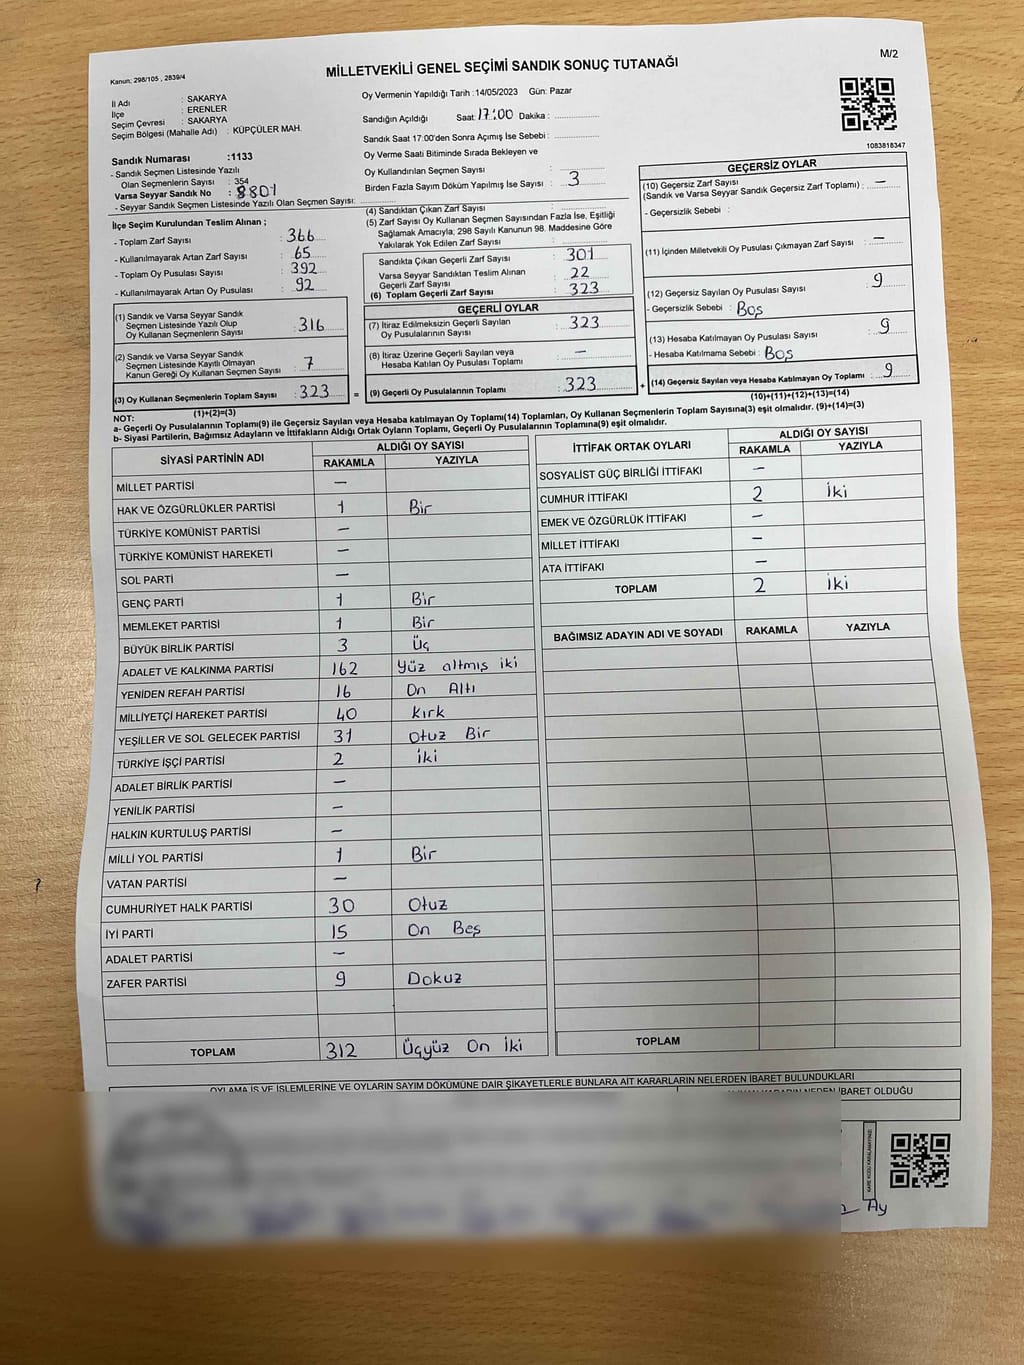 M/2
Kanun: 298/105 , 2839/4
MİLLETVEKİLİ GENEL SEÇİMİ SANDIK SONUÇ TUTANAĞI
İl Adı : SAKARYA
İlçe : ERENLER
Seçim Çevresi : SAKARYA
Seçim Bölgesi (Mahalle Adı) : KÜPÇÜLER MAH.
Sandık Numarası :1133
- Sandık Seçmen Listesinde Yazılı
Olan Seçmenlerin Sayısı : 354
Varsa Seyyar Sandık No : 8801
- Seyyar Sandık Seçmen Listesinde Yazılı Olan Seçmen Sayısı:
Oy Vermenin Yapıldığı Tarih :14/05/2023 Gün: Pazar
Sandığın Açıldığı Saat: 17:00 Dakika :
Sandık Saat 17:00'den Sonra Açımış İse Sebebi :
Oy Verme Saati Bitiminde Sırada Bekleyen ve
Oy Kullandırılan Seçmen Sayısı :
Birden Fazla Sayım Döküm Yapılmış İse Sayısı : 3
1083818347
İlçe Seçim Kurulundan Teslim Alınan ;
- Toplam Zarf Sayısı : 366
- Kullanılmayarak Artan Zarf Sayısı : 65
- Toplam Oy Pusulası Sayısı : 392
- Kullanılmayarak Artan Oy Pusulası : 92
(4) Sandıktan Çıkan Zarf Sayısı :
(5) Zarf Sayısı Oy Kullanan Seçmen Sayısından Fazla İse, Eşitliği
Sağlamak Amacıyla; 298 Sayılı Kanunun 98. Maddesine Göre
Yakılarak Yok Edilen Zarf Sayısı :
Sandıkta Çıkan Geçerli Zarf Sayısı : 301
Varsa Seyyar Sandıktan Teslim Alınan
Geçerli Zarf Sayısı : 22
(6) Toplam Geçerli Zarf Sayısı : 323
GEÇERSİZ OYLAR
(10) Geçersiz Zarf Sayısı
(Sandık ve Varsa Seyyar Sandık Geçersiz Zarf Toplamı) : —
- Geçersizlik Sebebi :
(11) İçinden Milletvekili Oy Pusulası Çıkmayan Zarf Sayısı : —
(12) Geçersiz Sayılan Oy Pusulası Sayısı : 9
- Geçersizlik Sebebi : Boş
(13) Hesaba Katılmayan Oy Pusulası Sayısı : 9
- Hesaba Katılmama Sebebi : Boş
(14) Geçersiz Sayılan veya Hesaba Katılmayan Oy Toplamı : 9
(10)+(11)+(12)+(13)=(14)
(1) Sandık ve Varsa Seyyar Sandık
Seçmen Listesinde Yazılı Olup
Oy Kullanan Seçmenlerin Sayısı : 316
(2) Sandık ve Varsa Seyyar Sandık
Seçmen Listesinde Kayıtlı Olmayan
Kanun Gereği Oy Kullanan Seçmen Sayısı : 7
(3) Oy Kullanan Seçmenlerin Toplam Sayısı : 323 =
(1)+(2)=(3)
GEÇERLİ OYLAR
(7) İtiraz Edilmeksizin Geçerli Sayılan
Oy Pusulalarının Sayısı : 323
(8) İtiraz Üzerine Geçerli Sayılan veya
Hesaba Katılan Oy Pusulası Toplamı : —
(9) Geçerli Oy Pusulalarının Toplamı : 323 +
NOT:
a- Geçerli Oy Pusulalarının Toplamı(9) ile Geçersiz Sayılan veya Hesaba katılmayan Oy Toplamı(14) Toplamları, Oy Kullanan Seçmenlerin Toplam Sayısına(3) eşit olmalıdır. (9)+(14)=(3)
b- Siyasi Partilerin, Bağımsız Adayların ve İttifakların Aldığı Ortak Oyların Toplamı, Geçerli Oy Pusulalarının Toplamına(9) eşit olmalıdır.
SİYASİ PARTİNİN ADI ALDIĞI OY SAYISI
RAKAMLA YAZIYLA
MİLLET PARTİSİ —
HAK VE ÖZGÜRLÜKLER PARTİSİ 1 Bir
TÜRKİYE KOMÜNİST PARTİSİ —
TÜRKİYE KOMÜNİST HAREKETİ —
SOL PARTİ —
GENÇ PARTİ 1 Bir
MEMLEKET PARTİSİ 1 Bir
BÜYÜK BİRLİK PARTİSİ 3 Üç
ADALET VE KALKINMA PARTİSİ 162 Yüz altmış iki
YENİDEN REFAH PARTİSİ 16 On Altı
MİLLİYETÇİ HAREKET PARTİSİ 40 Kırk
YEŞİLLER VE SOL GELECEK PARTİSİ 31 Otuz Bir
TÜRKİYE İŞÇİ PARTİSİ 2 İki
ADALET BİRLİK PARTİSİ —
YENİLİK PARTİSİ —
HALKIN KURTULUŞ PARTİSİ —
MİLLİ YOL PARTİSİ 1 Bir
VATAN PARTİSİ —
CUMHURİYET HALK PARTİSİ 30 Otuz
İYİ PARTİ 15 On Beş
ADALET PARTİSİ —
ZAFER PARTİSİ 9 Dokuz
TOPLAM 312 Üçyüz On İki
İTTİFAK ORTAK OYLARI ALDIĞI OY SAYISI
RAKAMLA YAZIYLA
SOSYALİST GÜÇ BİRLİĞİ İTTİFAKI —
CUMHUR İTTİFAKI 2 İki
EMEK VE ÖZGÜRLÜK İTTİFAKI —
MİLLET İTTİFAKI —
ATA İTTİFAKI —
TOPLAM 2 İki
BAĞIMSIZ ADAYIN ADI VE SOYADI RAKAMLA YAZIYLA
TOPLAM
OYLAMA İŞ VE İŞLEMLERİNE VE OYLARIN SAYIM DÖKÜMÜNE DAİR ŞİKAYETLERLE BUNLARA AİT KARARLARIN NELERDEN İBARET BULUNDUKLARI
NEDEN İBARET OLDUĞU
Ay